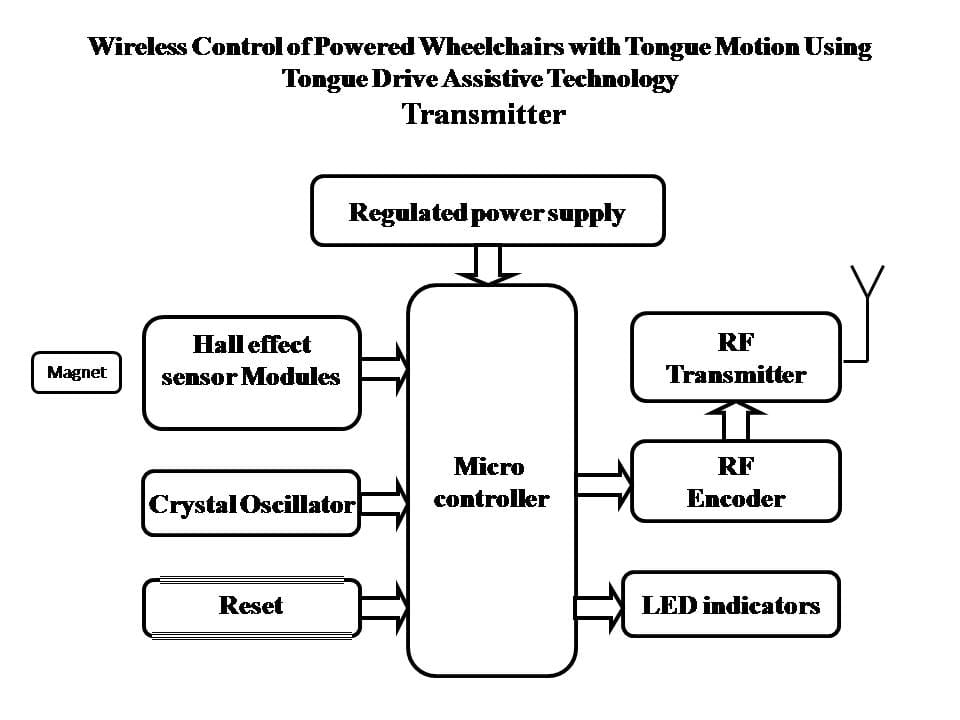 Wireless Control of Powered Wheelchairs with Tongue Motion Using
Tongue Drive Assistive Technology
Transmitter
Regulated power supply
Magnet
Hall effect
sensor Modules
Crystal Oscillator
Reset
Micro
controller
RF
Transmitter
RF
Encoder
LED indicators